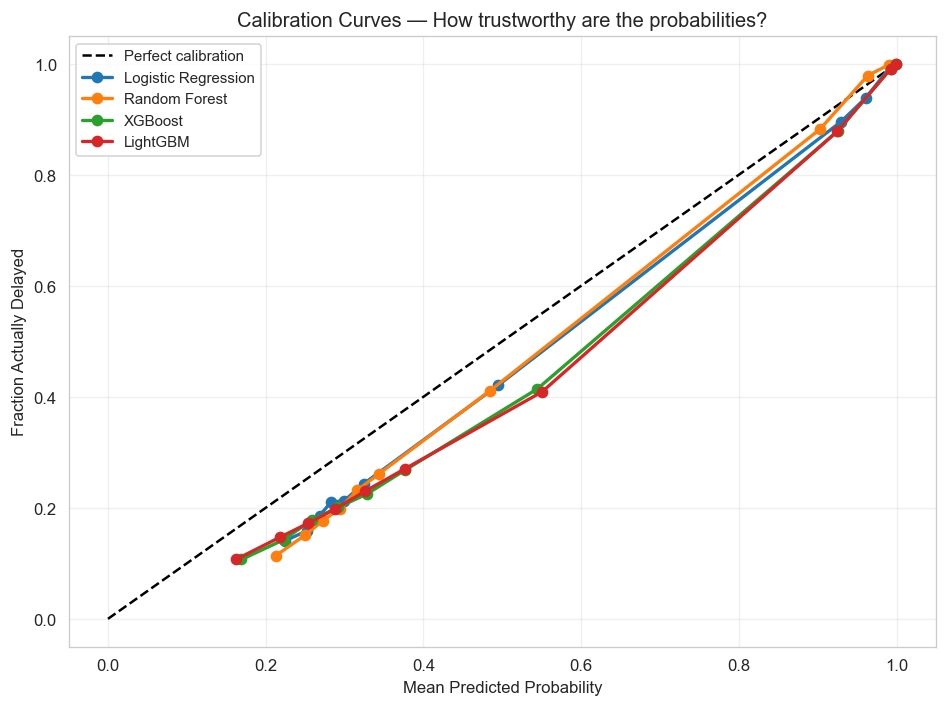 Calibration Curves — How trustworthy are the probabilities?
Perfect calibration
Logistic Regression
Random Forest
XGBoost
LightGBM
1.0
0.8
0.6
0.4
0.2
0.0
Fraction Actually Delayed
0.0 0.2 0.4 0.6 0.8 1.0
Mean Predicted Probability